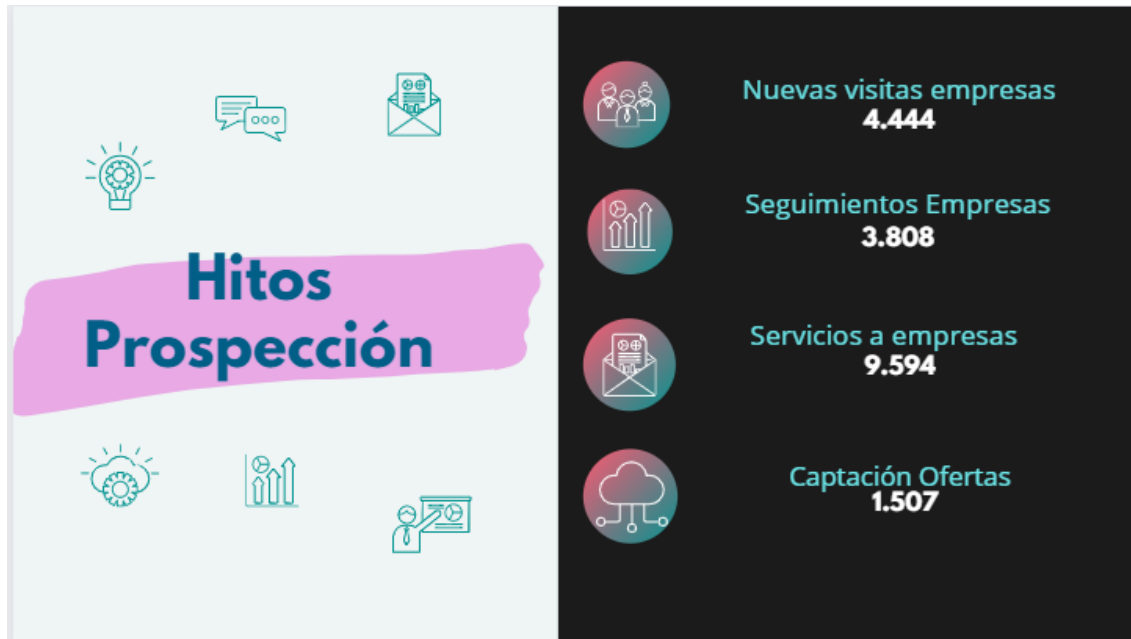 Hitos
Prospección
Nuevas visitas empresas
4.444
Seguimientos Empresas
3.808
Servicios a empresas
9.594
Captación Ofertas
1.507